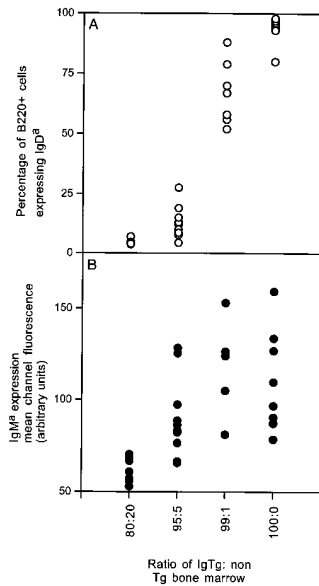 A
Percentage of B220+ cells
expressing IgDᵃ
100
75
50
25
0
B
IgMᵃ expression
mean channel fluorescence
(arbitrary units)
150
100
50
80:20
95:5
99:1
100:0
Ratio of IgTg: non
Tg bone marrow